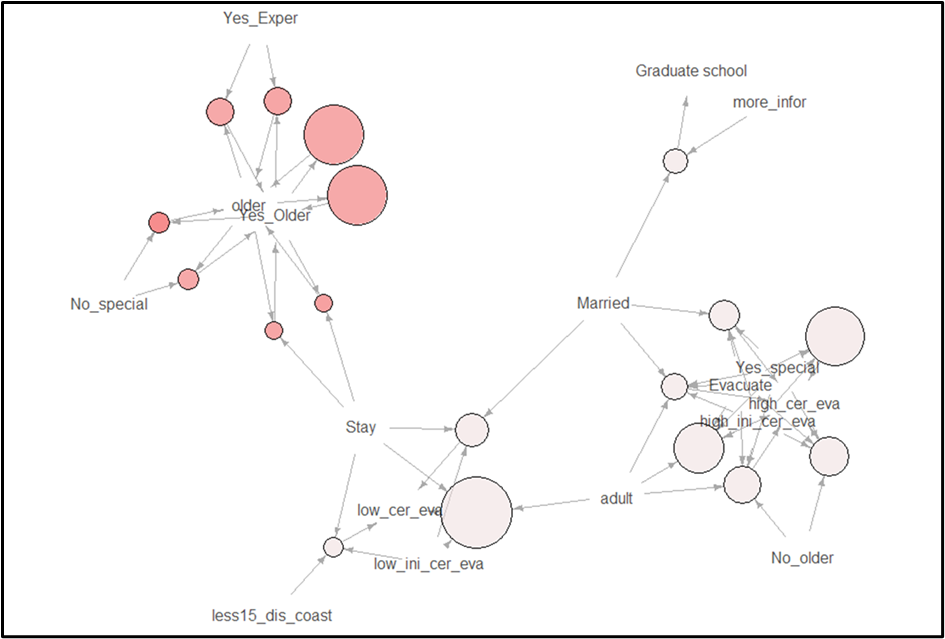 Yes_Exper
Graduate school
more_infor
older
Yes_Older
No_special
Married
Yes_special
Evacuate
high_cer_eva
high_ini_cer_eva
Stay
adult
low_cer_eva
No_older
low_ini_cer_eva
less15_dis_coast